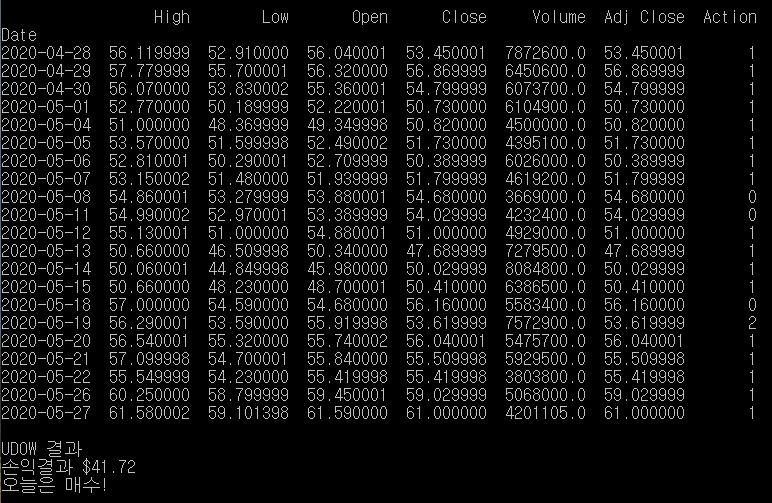 High Low Open Close Volume Adj Close Action
Date
2020-04-28 56.119999 52.910000 56.040001 53.450001 7872600.0 53.450001 1
2020-04-29 57.779999 55.700001 56.320000 56.869999 6450600.0 56.869999 1
2020-04-30 56.070000 53.830002 55.360001 54.799999 6073700.0 54.799999 1
2020-05-01 52.770000 50.189999 52.220001 50.730000 6104900.0 50.730000 1
2020-05-04 51.000000 48.369999 49.349998 50.820000 4500000.0 50.820000 1
2020-05-05 53.570000 51.599998 52.490002 51.730000 4395100.0 51.730000 1
2020-05-06 52.810001 50.290001 52.709999 50.389999 6026000.0 50.389999 1
2020-05-07 53.150002 51.480000 51.939999 51.799999 4619200.0 51.799999 1
2020-05-08 54.860001 53.279999 53.880001 54.680000 3669000.0 54.680000 0
2020-05-11 54.990002 52.970001 53.389999 54.029999 4232400.0 54.029999 0
2020-05-12 55.130001 51.000000 54.880001 51.000000 4929000.0 51.000000 1
2020-05-13 50.660000 46.509998 50.340000 47.689999 7279500.0 47.689999 1
2020-05-14 50.060001 44.849998 45.980000 50.029999 8084800.0 50.029999 1
2020-05-15 50.660000 48.230000 48.700001 50.410000 6386500.0 50.410000 1
2020-05-18 57.000000 54.590000 54.680000 56.160000 5583400.0 56.160000 0
2020-05-19 56.290001 53.590000 55.919998 53.619999 7572900.0 53.619999 2
2020-05-20 56.540001 55.320000 55.740002 56.040001 5475700.0 56.040001 1
2020-05-21 57.099998 54.700001 55.840000 55.509998 5929500.0 55.509998 1
2020-05-22 55.549999 54.230000 55.419998 55.419998 3803800.0 55.419998 1
2020-05-26 60.250000 58.799999 59.450001 59.029999 5068000.0 59.029999 1
2020-05-27 61.580002 59.101398 61.590000 61.000000 4201105.0 61.000000 1
UDOW 결과
손익결과 $41.72
오늘은 매수!